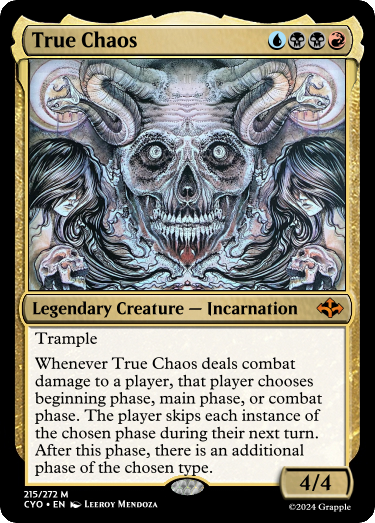 True Chaos
Legendary Creature — Incarnation
Trample
Whenever True Chaos deals combat
damage to a player, that player chooses
beginning phase, main phase, or combat
phase. The player skips each instance of
the chosen phase during their next turn.
After this phase, there is an additional
phase of the chosen type.
4/4
215/272 M
CYO • EN Leeroy Mendoza
©2024 Grapple